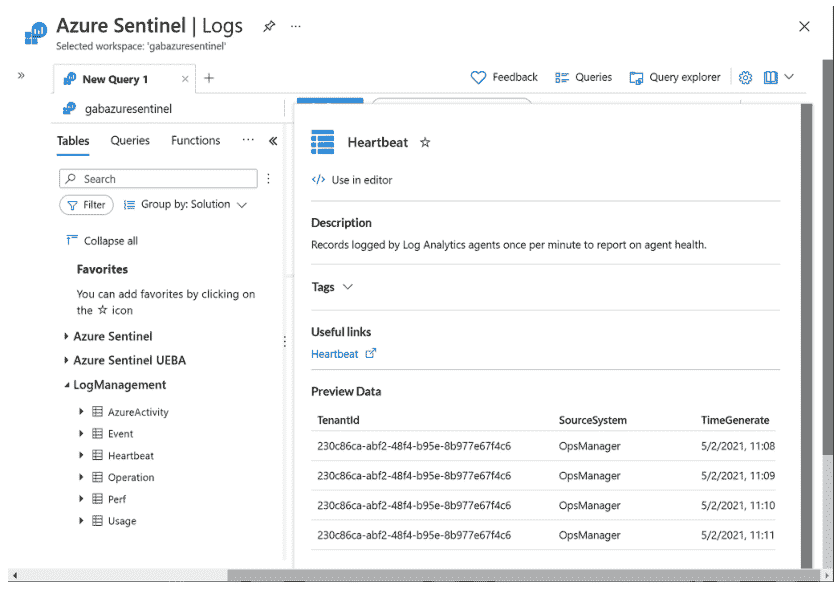 Azure Sentinel | Logs
Selected workspace: 'gabazuresentinel'
New Query 1
Feedback
Queries
Query explorer
gabazuresentinel
Tables
Queries
Functions
Search
Filter
Group by: Solution
Collapse all
Favorites
You can add favorites by clicking on
the ☆ icon
Azure Sentinel
Azure Sentinel UEBA
LogManagement
AzureActivity
Event
Heartbeat
Operation
Perf
Usage
Heartbeat
</> Use in editor
Description
Records logged by Log Analytics agents once per minute to report on agent health.
Tags
Useful links
Heartbeat
Preview Data
TenantId SourceSystem TimeGenerate
230c86ca-abf2-48f4-b95e-8b977e67f4c6 OpsManager 5/2/2021, 11:08
230c86ca-abf2-48f4-b95e-8b977e67f4c6 OpsManager 5/2/2021, 11:09
230c86ca-abf2-48f4-b95e-8b977e67f4c6 OpsManager 5/2/2021, 11:10
230c86ca-abf2-48f4-b95e-8b977e67f4c6 OpsManager 5/2/2021, 11:11